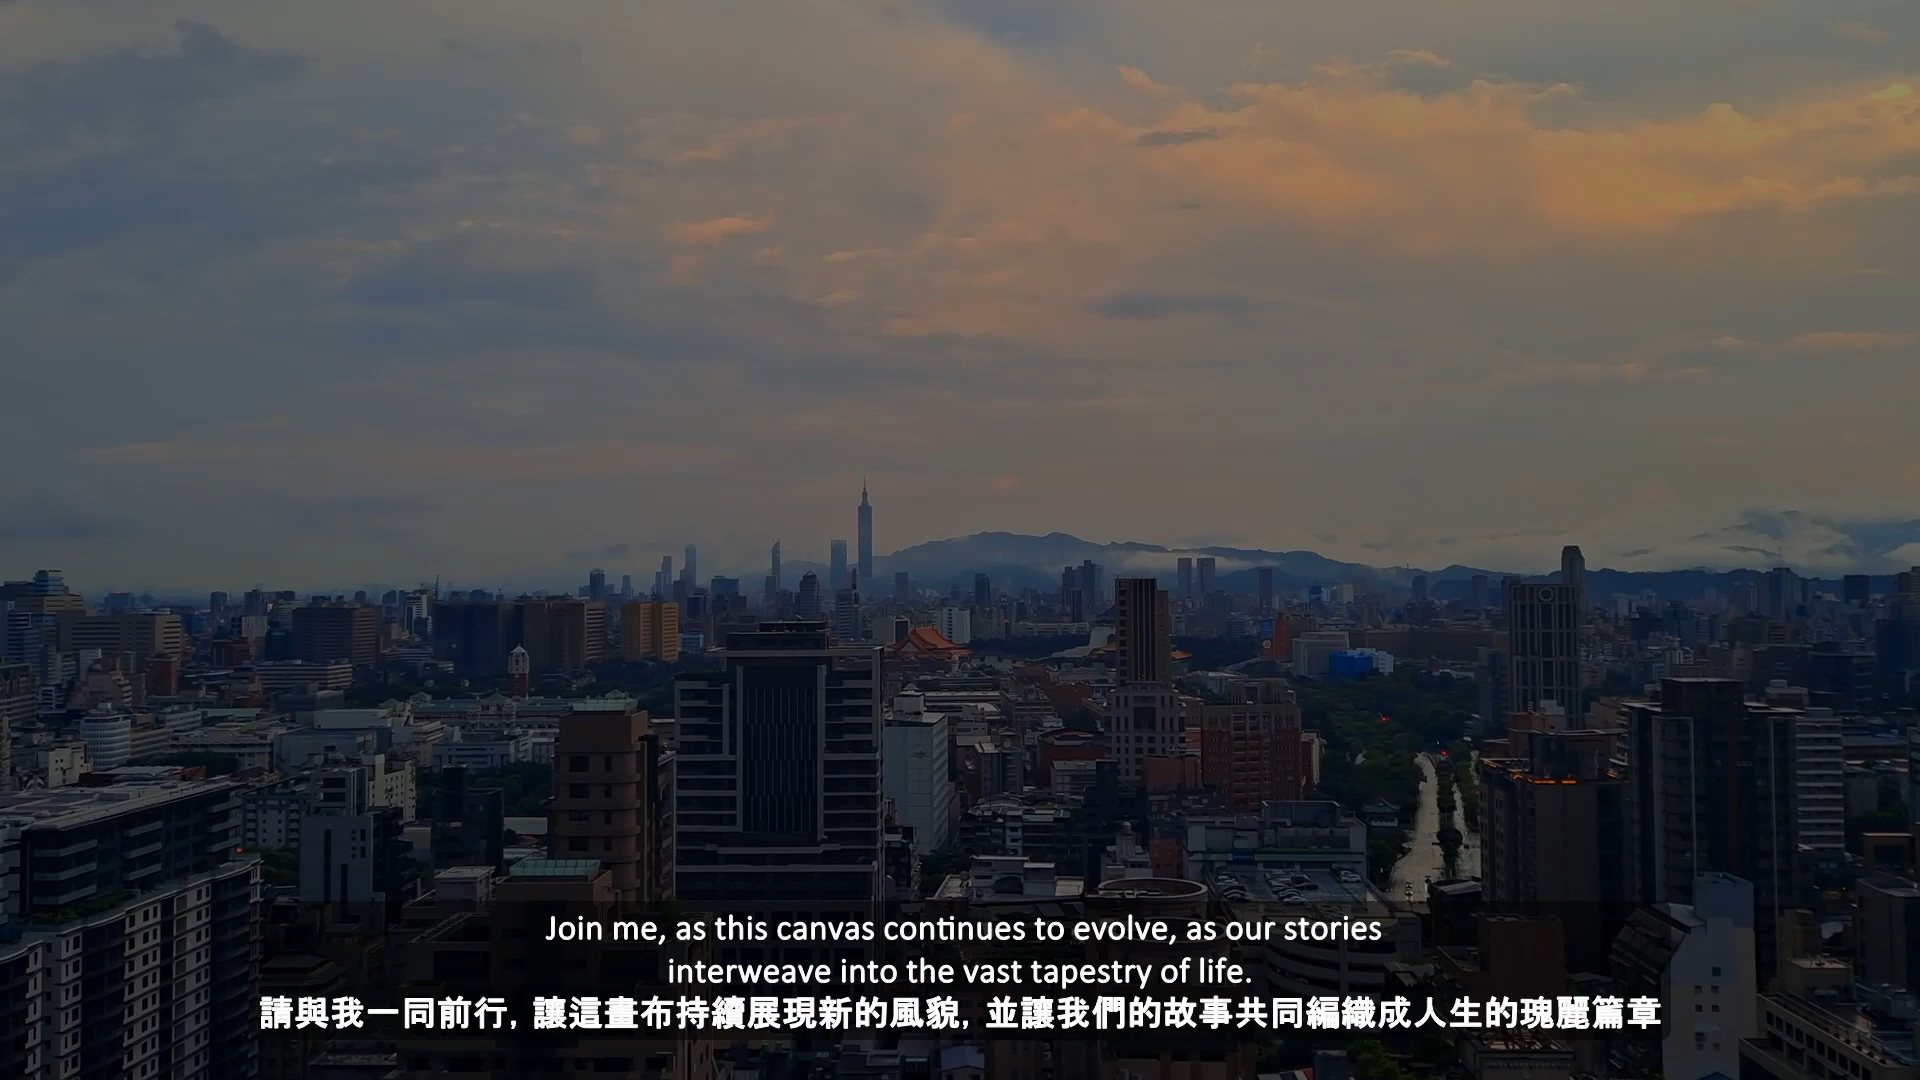 Join me, as this canvas continues to evolve, as our stories
interweave into the vast tapestry of life.
請與我一同前行, 讓這畫布持續展現新的風貌, 並讓我們的故事共同編織成人生的瑰麗篇章